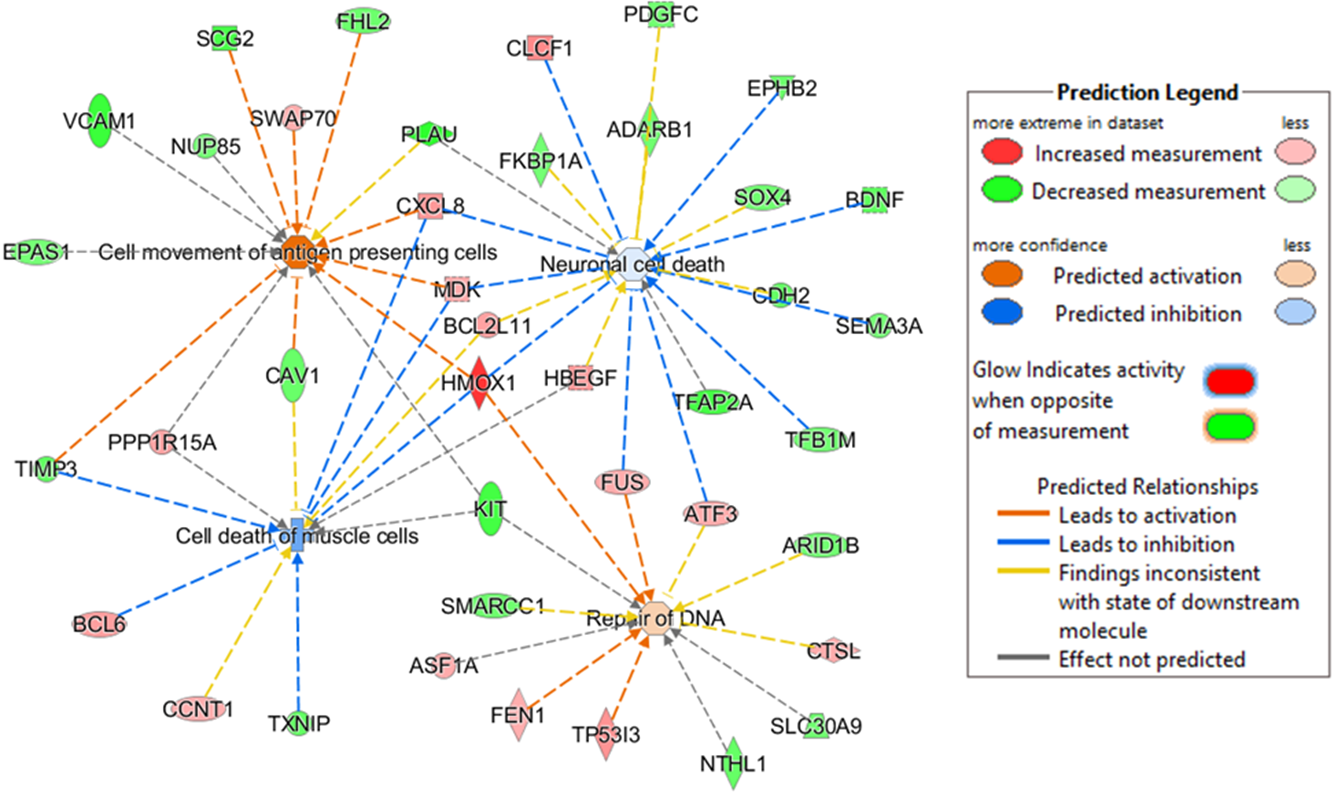 PDGFC
FHL2
SCG2
CLCF1
EPHB2
VCAM1
SWAP70
NUP85
PLAU
ADARB1
FKBP1A
SOX4
BDNF
CXCL8
EPAS1
Cell movement of antigen presenting cells
Neuronal cell death
MDK
CDH2
BCL2L11
SEMA3A
CAV1
HMOX1
HBEGF
TFAP2A
PPP1R15A
TFB1M
TIMP3
FUS
KIT
ATF3
Cell death of muscle cells
ARID1B
SMARCC1
Repair of DNA
BCL6
CTSL
ASF1A
CCNT1
TXNIP
FEN1
TP53I3
SLC30A9
NTHL1
Prediction Legend
more extreme in dataset less
Increased measurement
Decreased measurement
more confidence less
Predicted activation
Predicted inhibition
Glow Indicates activity
when opposite
of measurement
Predicted Relationships
Leads to activation
Leads to inhibition
Findings inconsistent
with state of downstream
molecule
Effect not predicted